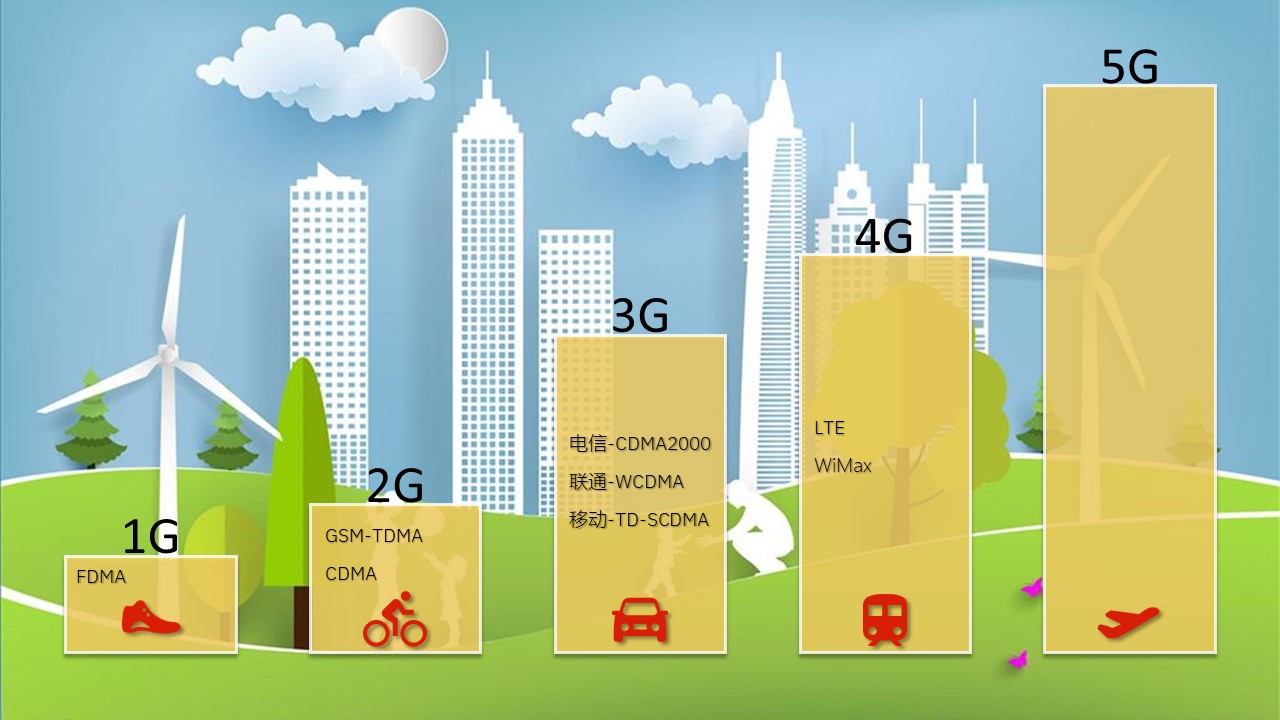 1G
FDMA
2G
GSM-TDMA
CDMA
3G
电信-CDMA2000
联通-WCDMA
移动-TD-SCDMA
4G
LTE
WiMax
5G